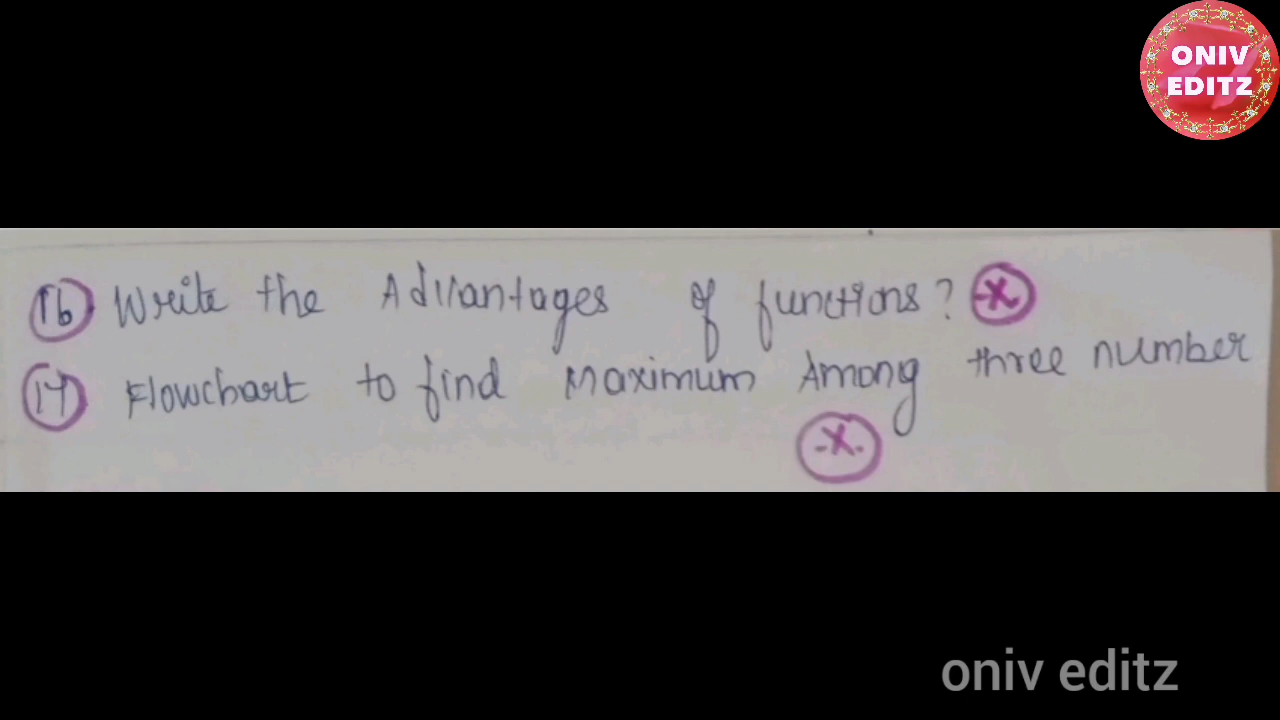 ONIV
EDITZ
16 Write the Advantages of functions? X
17 Flowchart to find Maximum Among three number
-X-
oniv editz